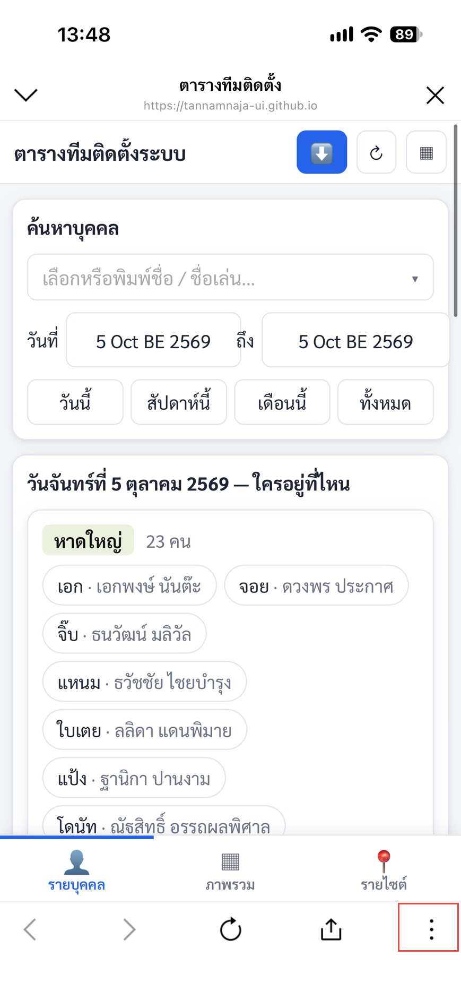 13:48
89
ตารางทีมติดตั้ง
https://tannamnaja-ui.github.io
ตารางทีมติดตั้งระบบ
ค้นหาบุคคล
เลือกหรือพิมพ์ชื่อ / ชื่อเล่น...
วันที่ 5 Oct BE 2569 ถึง 5 Oct BE 2569
วันนี้ สัปดาห์นี้ เดือนนี้ ทั้งหมด
วันจันทร์ที่ 5 ตุลาคม 2569 — ใครอยู่ที่ไหน
หาดใหญ่ 23 คน
เอก · เอกพงษ์ นันต๊ะ จอย · ดวงพร ประกาศ
จิ๊บ · ธนวัฒน์ มลิวัล
แหนม · ธวัชชัย ไชยบำรุง
ใบเตย · ลลิดา แดนพิมาย
แป้ง · ฐานิกา ปานงาม
โดนัท · ณัธสิทธิ์ อรรถผลพิศาล
รายบุคคล ภาพรวม รายไซต์